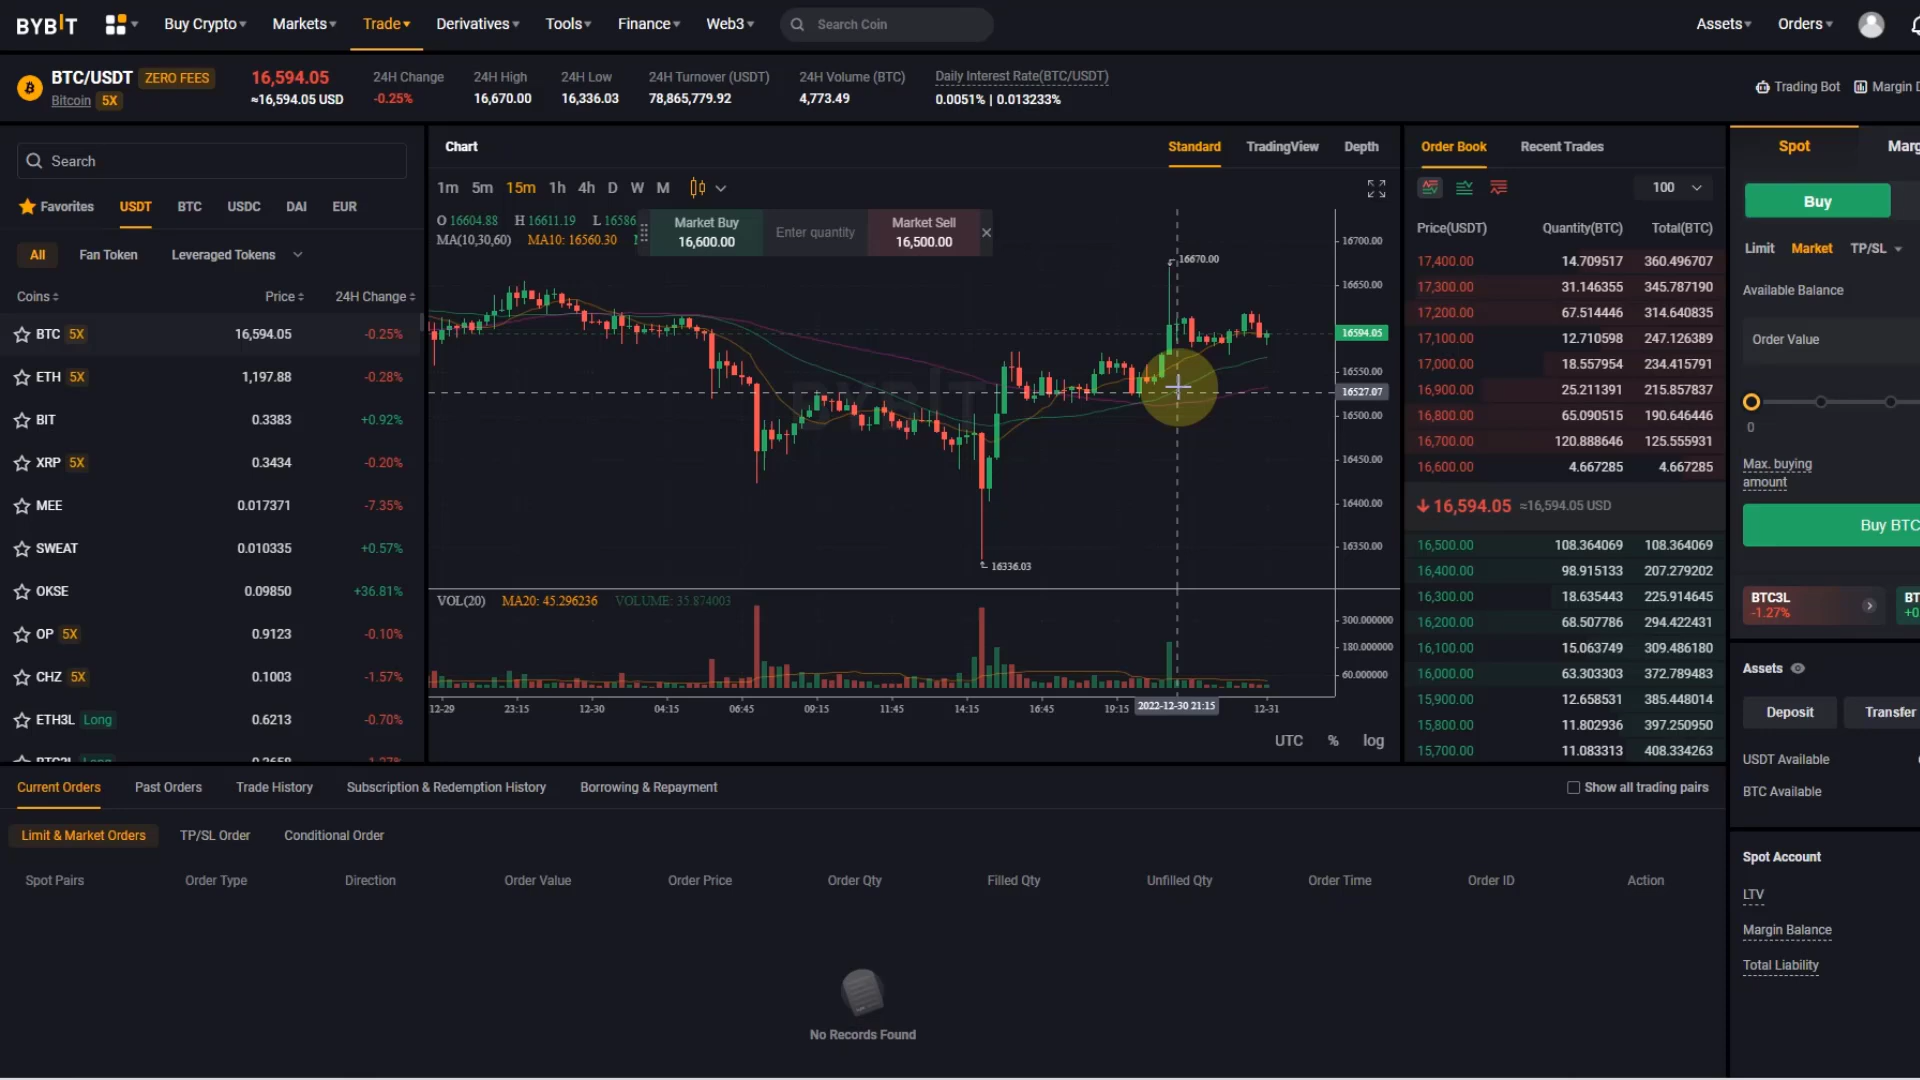 BYBIT
Buy Crypto
Markets
Trade
Derivatives
Tools
Finance
Web3
Search Coin
Assets
Orders
BTC/USDT ZERO FEES
Bitcoin 5X
16,594.05
≈16,594.05 USD
24H Change
-0.25%
24H High
16,670.00
24H Low
16,336.03
24H Turnover (USDT)
78,865,779.92
24H Volume (BTC)
4,773.49
Daily Interest Rate(BTC/USDT)
0.0051% | 0.013233%
Trading Bot
Margin D
Search
Favorites USDT BTC USDC DAI EUR
All Fan Token Leveraged Tokens
Coins Price 24H Change
BTC 5X 16,594.05 -0.25%
ETH 5X 1,197.88 -0.28%
BIT 0.3383 +0.92%
XRP 5X 0.3434 -0.20%
MEE 0.017371 -7.35%
SWEAT 0.010335 +0.57%
OKSE 0.09850 +36.81%
OP 5X 0.9123 -0.10%
CHZ 5X 0.1003 -1.57%
ETH3L Long 0.6213 -0.70%
Chart
Standard TradingView Depth
1m 5m 15m 1h 4h D W M
O 16604.88 H 16611.19 L 16586
MA(10,30,60) MA10: 16560.30
Market Buy
16,600.00
Enter quantity
Market Sell
16,500.00
BYBIT
16670.00
16336.03
16700.00
16650.00
16594.05
16550.00
16527.07
16500.00
16450.00
16400.00
16350.00
VOL(20) MA20: 45.296236 VOLUME: 35.874003
300.000000
180.000000
60.000000
12-29 23:15 12-30 04:15 06:45 09:15 11:45 14:15 16:45 19:15 2022-12-30 21:15 12-31
UTC % log
Order Book Recent Trades
100
Price(USDT) Quantity(BTC) Total(BTC)
17,400.00 14.709517 360.496707
17,300.00 31.146355 345.787190
17,200.00 67.514446 314.640835
17,100.00 12.710598 247.126389
17,000.00 18.557954 234.415791
16,900.00 25.211391 215.857837
16,800.00 65.090515 190.646446
16,700.00 120.888646 125.555931
16,600.00 4.667285 4.667285
16,594.05 ≈16,594.05 USD
16,500.00 108.364069 108.364069
16,400.00 98.915133 207.279202
16,300.00 18.635443 225.914645
16,200.00 68.507786 294.422431
16,100.00 15.063749 309.486180
16,000.00 63.303303 372.789483
15,900.00 12.658531 385.448014
15,800.00 11.802936 397.250950
15,700.00 11.083313 408.334263
Spot Marg
Buy
Limit Market TP/SL
Available Balance
Order Value
0
Max. buying
amount
Buy BTC
BTC3L
-1.27%
BT
+0
Assets
Deposit Transfer
USDT Available
BTC Available
Spot Account
LTV
Margin Balance
Total Liability
Current Orders Past Orders Trade History Subscription & Redemption History Borrowing & Repayment
Show all trading pairs
Limit & Market Orders TP/SL Order Conditional Order
Spot Pairs Order Type Direction Order Value Order Price Order Qty Filled Qty Unfilled Qty Order Time Order ID Action
No Records Found